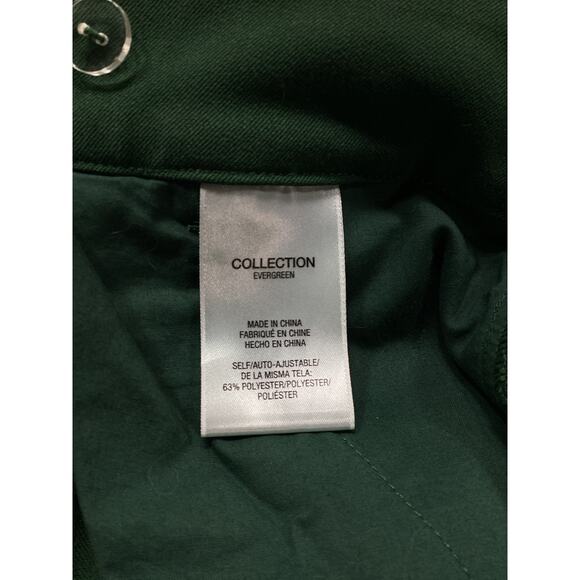 COLLECTION
EVERGREEN
MADE IN CHINA
FABRIQUÉ EN CHINE
HECHO EN CHINA
SELF/AUTO-AJUSTABLE/
DE LA MISMA TELA:
63% POLYESTER/POLYESTER/
POLIÉSTER